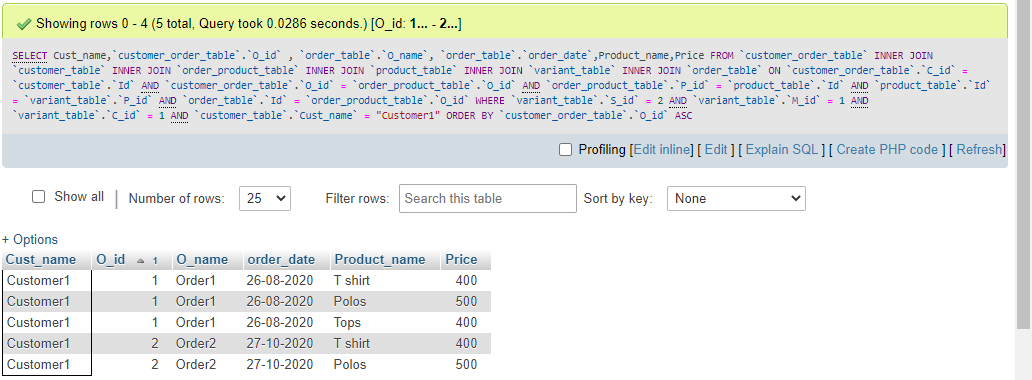 Showing rows 0 - 4 (5 total, Query took 0.0286 seconds.) [O_id: 1... - 2...]
SELECT Cust_name,`customer_order_table`.`O_id` , `order_table`.`O_name`, `order_table`.`order_date`,Product_name,Price FROM `customer_order_table` INNER JOIN
`customer_table` INNER JOIN `order_product_table` INNER JOIN `product_table` INNER JOIN `variant_table` INNER JOIN `order_table` ON `customer_order_table`.`C_id` =
`customer_table`.`Id` AND `customer_order_table`.`O_id` = `order_product_table`.`O_id` AND `order_product_table`.`P_id` = `product_table`.`Id` AND `product_table`.`Id`
= `variant_table`.`P_id` AND `order_table`.`Id` = `order_product_table`.`O_id` WHERE `variant_table`.`S_id` = 2 AND `variant_table`.`M_id` = 1 AND
`variant_table`.`C_id` = 1 AND `customer_table`.`Cust_name` = "Customer1" ORDER BY `customer_order_table`.`O_id` ASC
Profiling [Edit inline] [ Edit ] [ Explain SQL ] [ Create PHP code ] [ Refresh]
Show all Number of rows: 25 Filter rows: Search this table Sort by key: None
+ Options
Cust_name O_id 1 O_name order_date Product_name Price
Customer1 1 Order1 26-08-2020 T shirt 400
Customer1 1 Order1 26-08-2020 Polos 500
Customer1 1 Order1 26-08-2020 Tops 400
Customer1 2 Order2 27-10-2020 T shirt 400
Customer1 2 Order2 27-10-2020 Polos 500